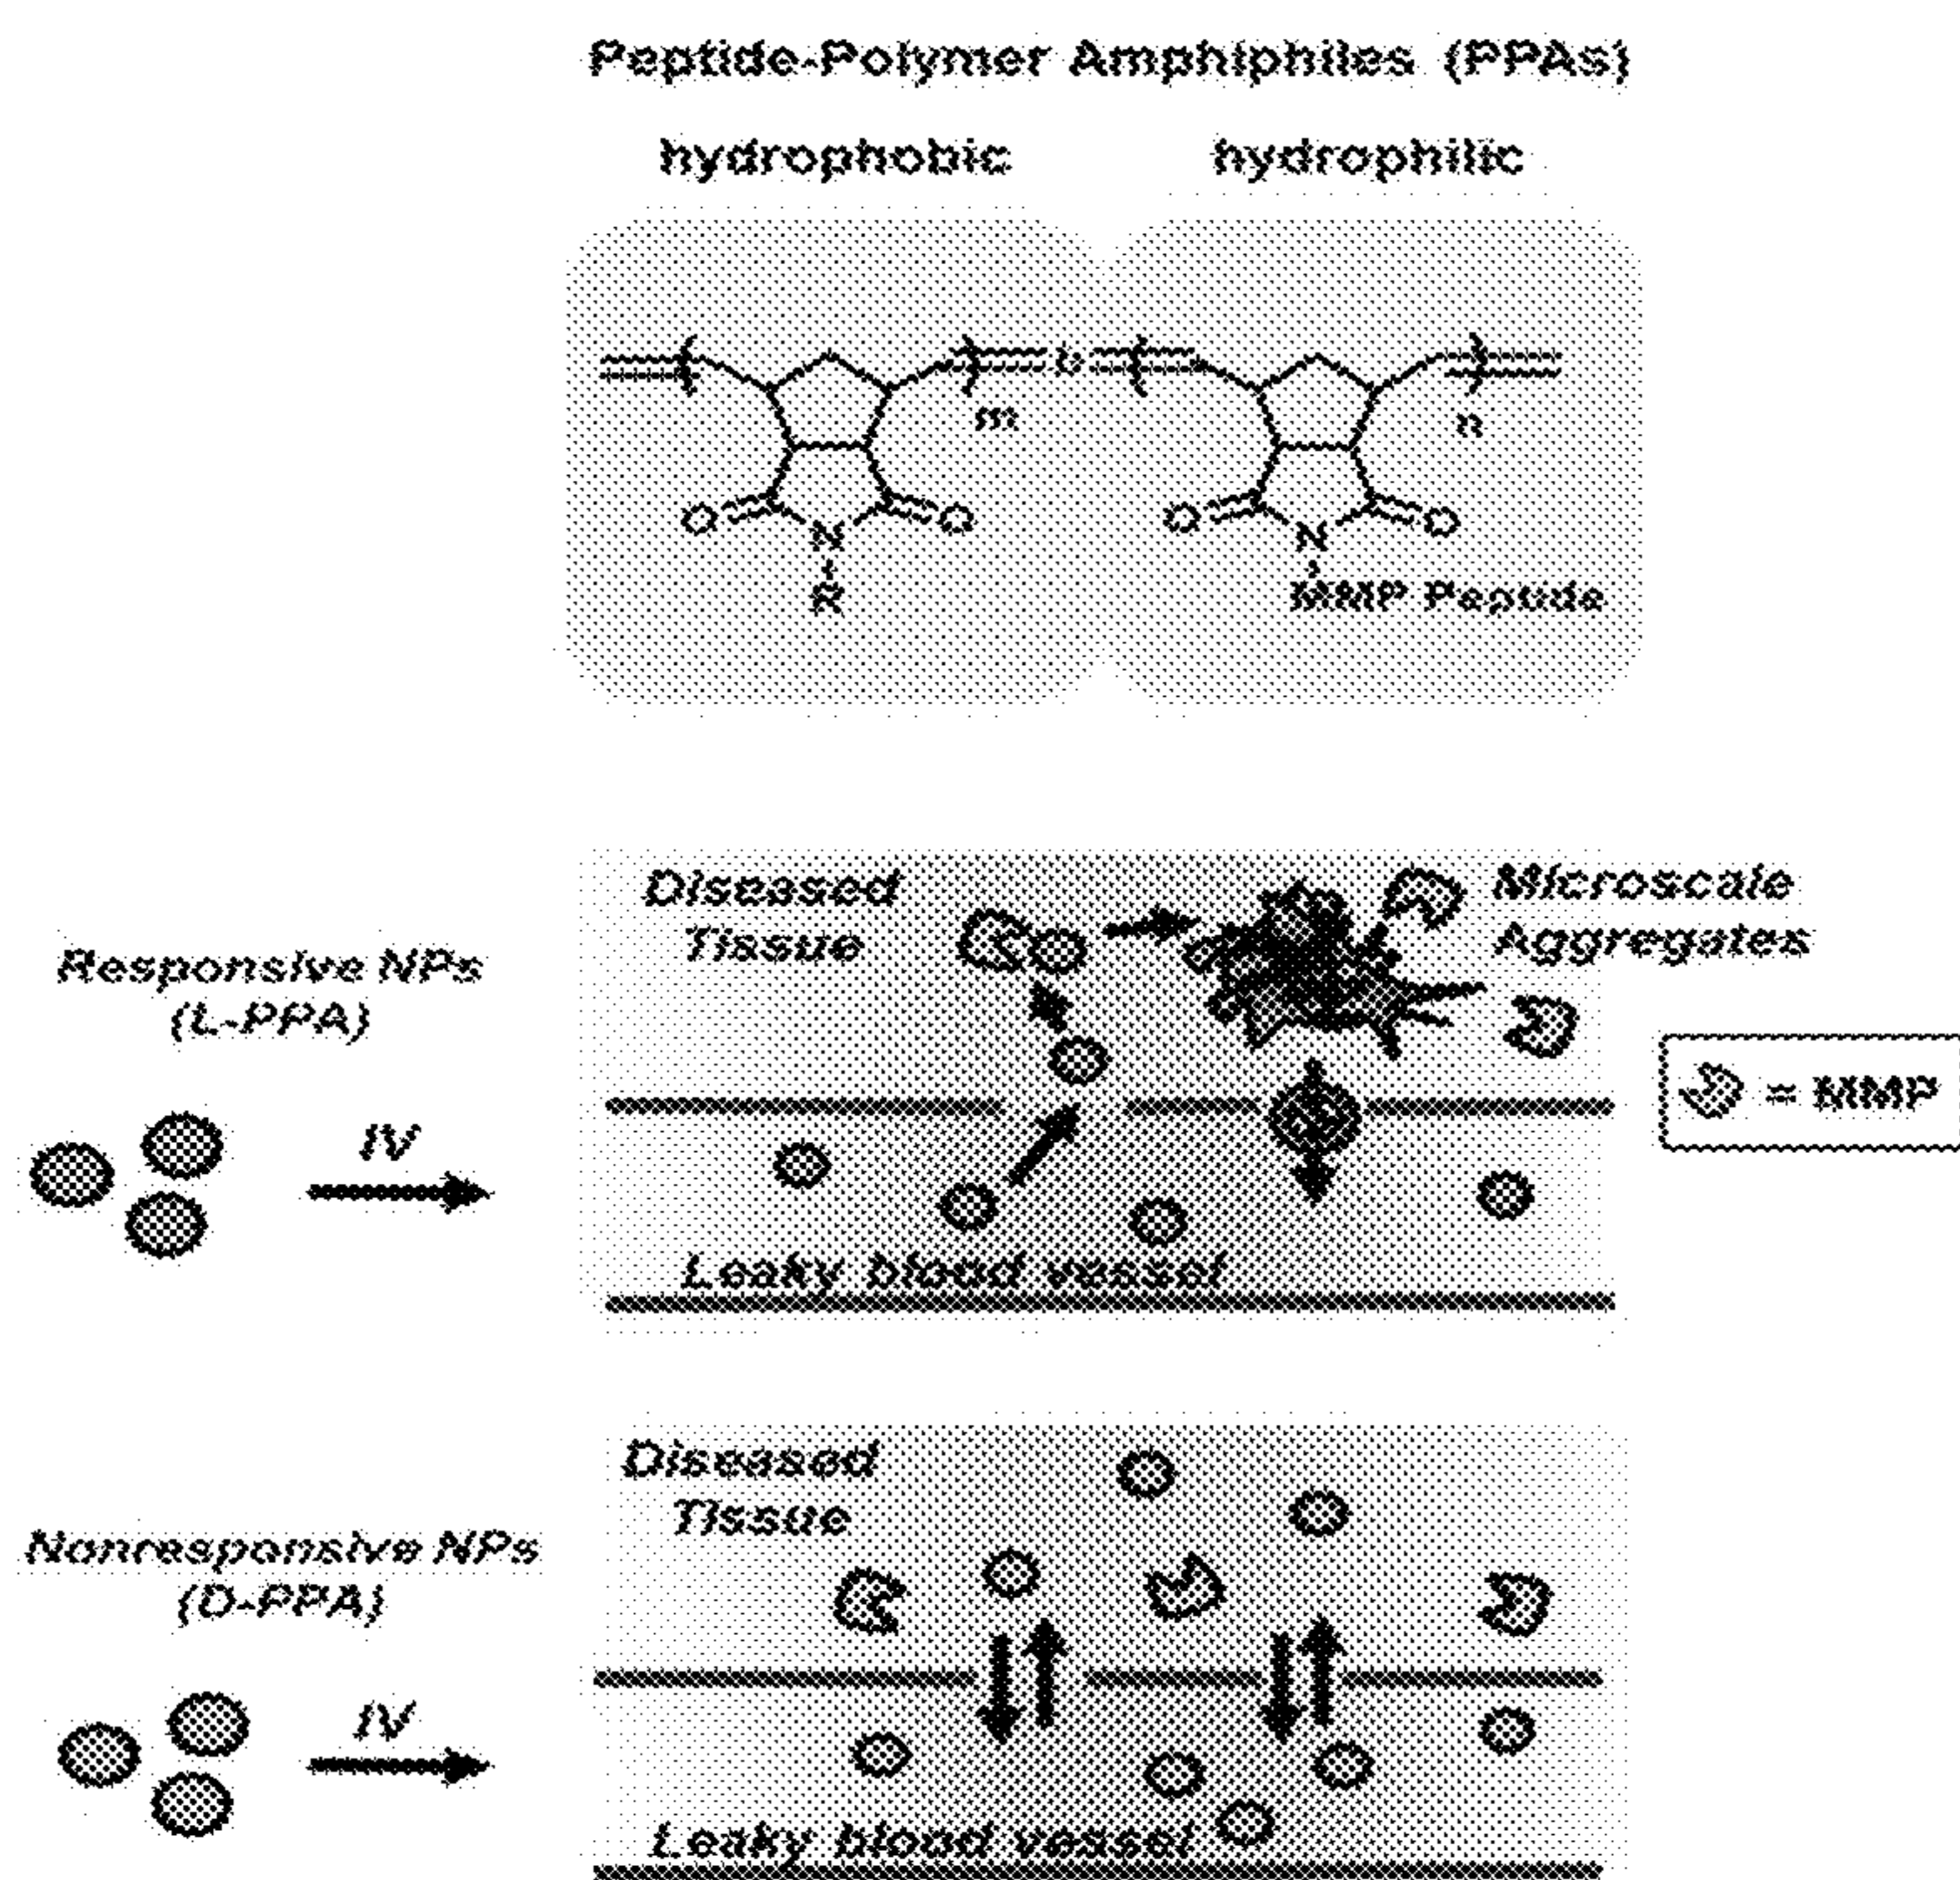 Peptide-Polymer Amphiphiles (PPAs)
hydrophobic hydrophilic
b
m n
O O O O
N N
R MMP Peptide
Diseased
Tissue
Microscale
Aggregates
Responsive NPs
(L-PPA)
IV
= MMP
Leaky blood vessel
Diseased
Tissue
Nonresponsive NPs
(D-PPA)
IV
Leaky blood vessel